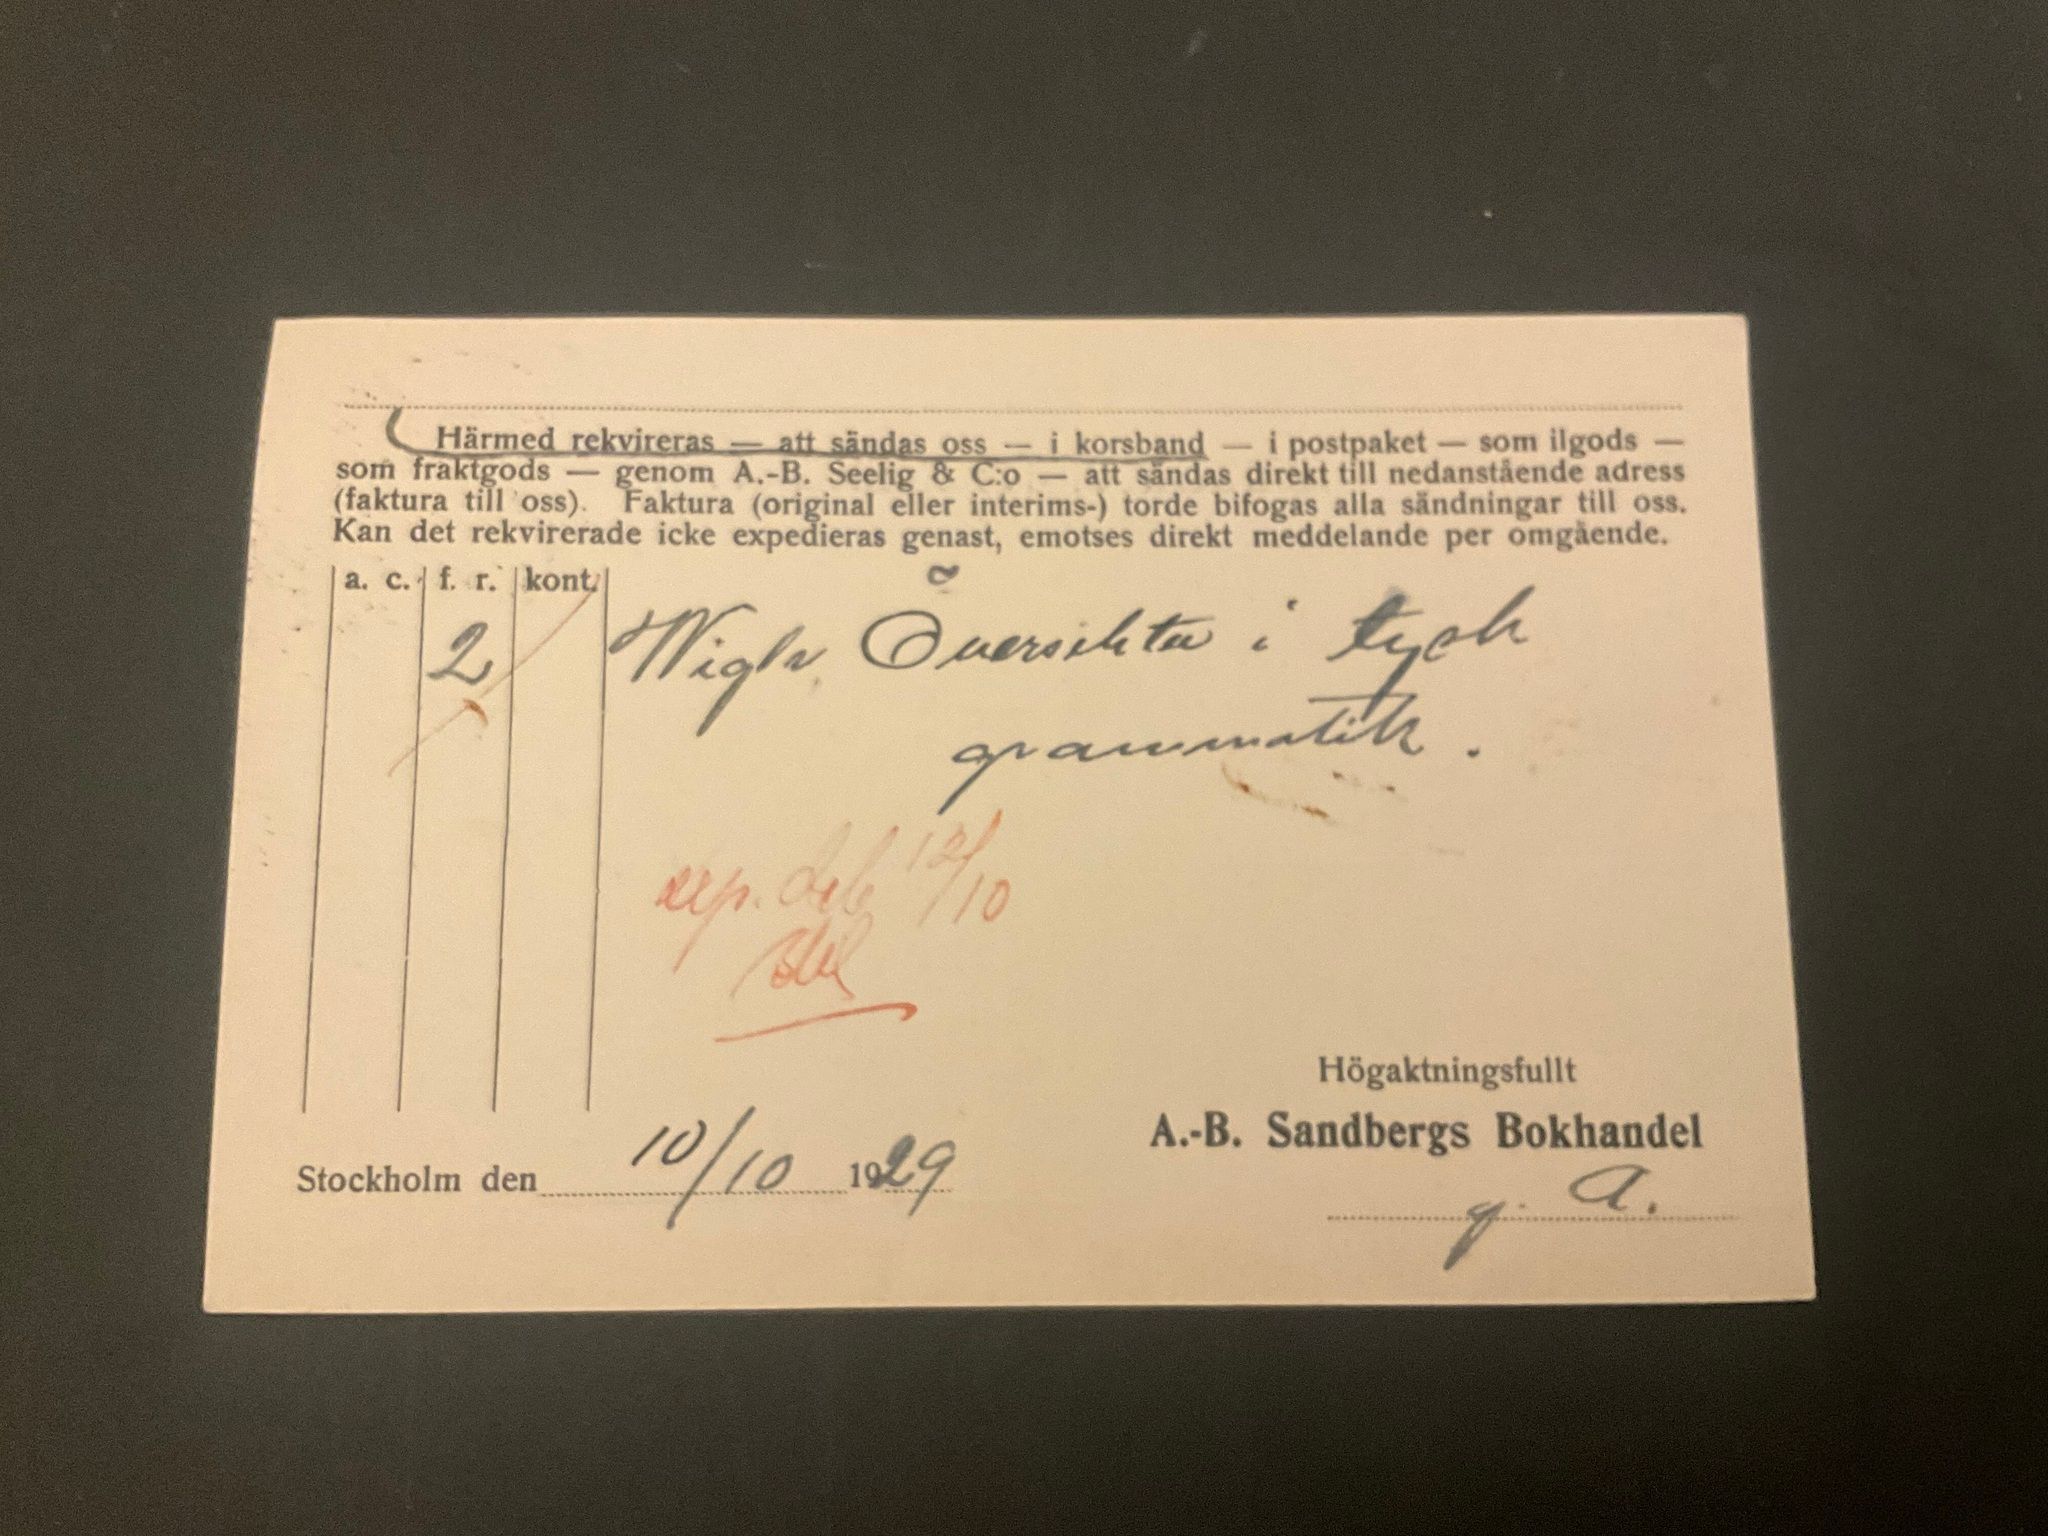 Härmed rekvireras — att sändas oss — i korsband — i postpaket — som ilgods —
som fraktgods — genom A.-B. Seelig & C:o — att sändas direkt till nedanstående adress
(faktura till oss). Faktura (original eller interims-) torde bifogas alla sändningar till oss.
Kan det rekvirerade icke expedieras genast, emotses direkt meddelande per omgående.
a. c. f. r. kont.
2 Översikter i tysk
grammatik.
exp. 12/10
Högaktningsfullt
A.-B. Sandbergs Bokhandel
Stockholm den 10/10 1929
A.